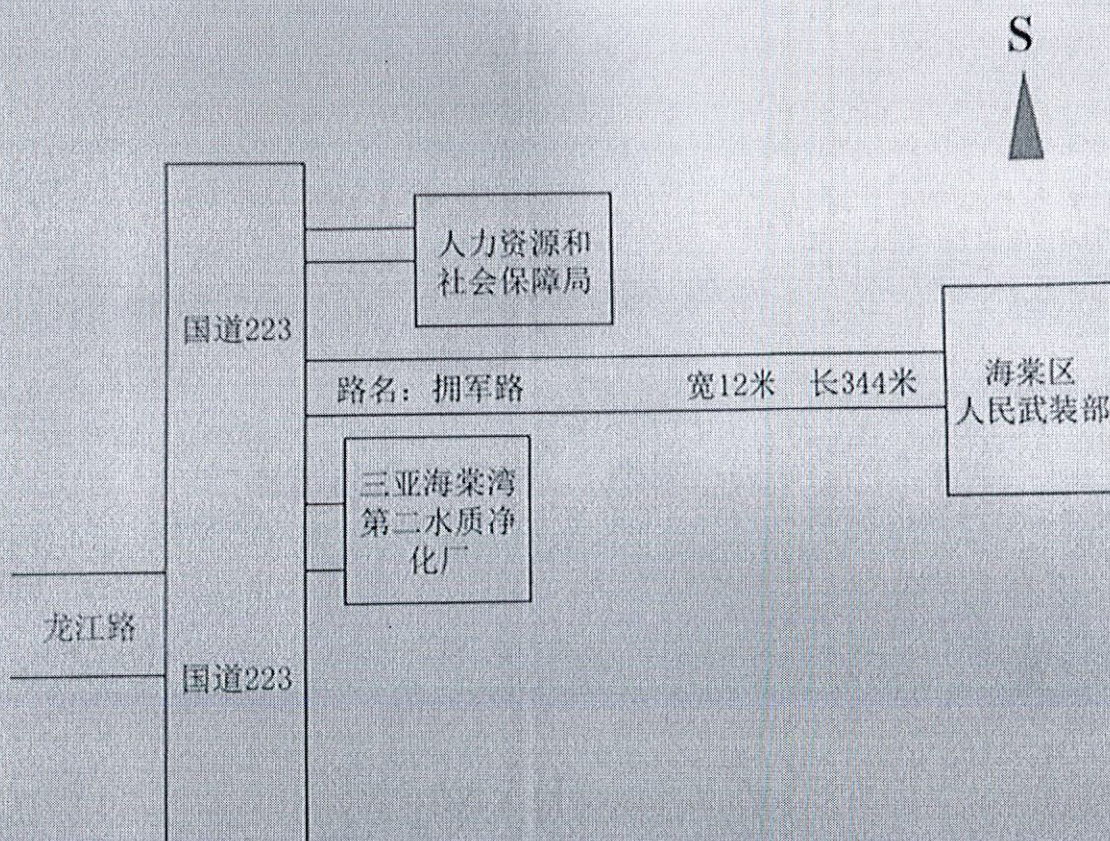 S
人力资源和
社会保障局
国道223
海棠区
人民武装部
路名：拥军路
宽12米
长344米
三亚海棠湾
第二水质净
化厂
龙江路
国道223